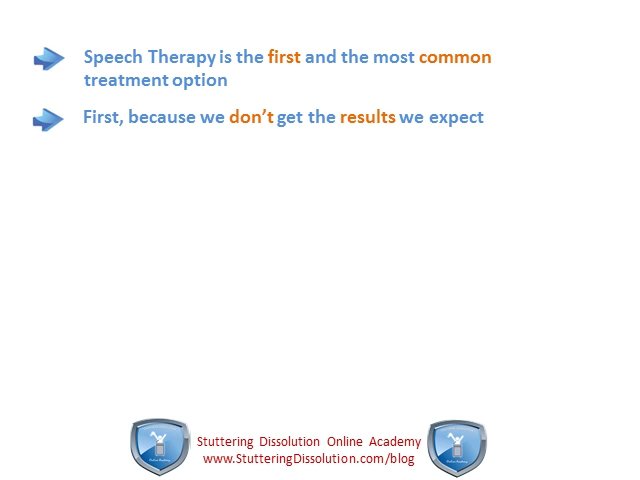 Speech Therapy is the first and the most common
treatment option
First, because we don't get the results we expect
Stuttering Dissolution Online Academy
www.StutteringDissolution.com/blog